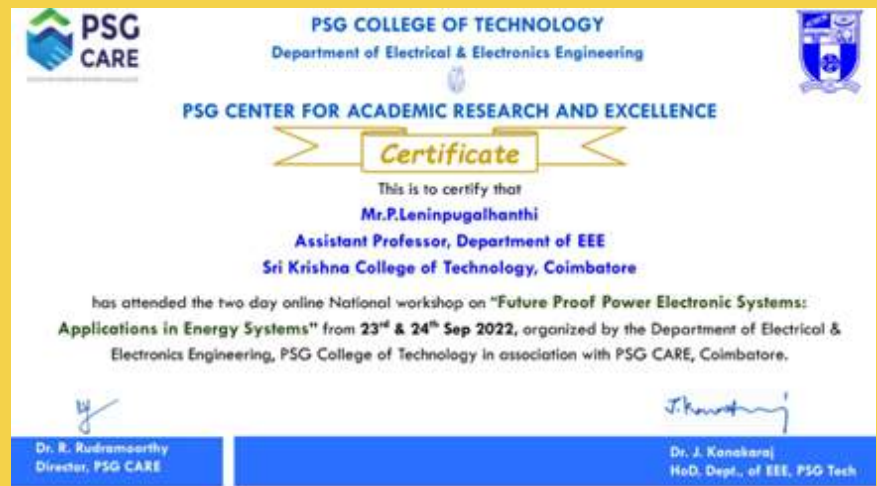 PSG
CARE
PSG COLLEGE OF TECHNOLOGY
Department of Electrical & Electronics Engineering
PSG CENTER FOR ACADEMIC RESEARCH AND EXCELLENCE
Certificate
This is to certify that
Mr.P.Leninpugalhanthi
Assistant Professor, Department of EEE
Sri Krishna College of Technology, Coimbatore
has attended the two day online National workshop on "Future Proof Power Electronic Systems:
Applications in Energy Systems" from 23rd & 24th Sep 2022, organized by the Department of Electrical &
Electronics Engineering, PSG College of Technology in association with PSG CARE, Coimbatore.
Dr. R. Rudramoorthy
Director, PSG CARE
Dr. J. Kanakaraj
HoD, Dept., of EEE, PSG Tech